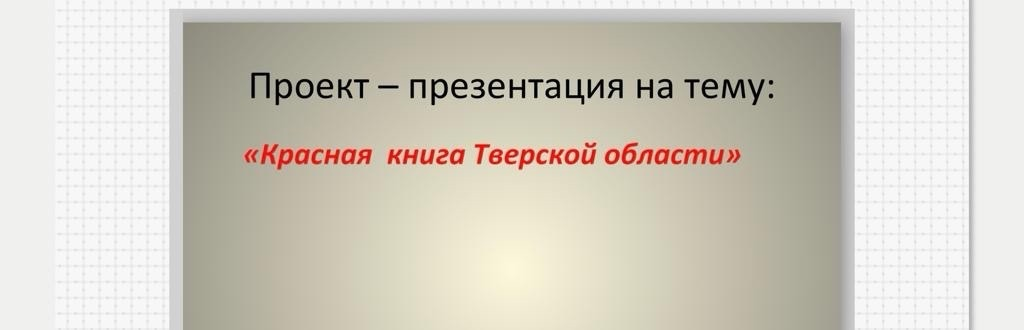 Проект – презентация на тему:
«Красная книга Тверской области»